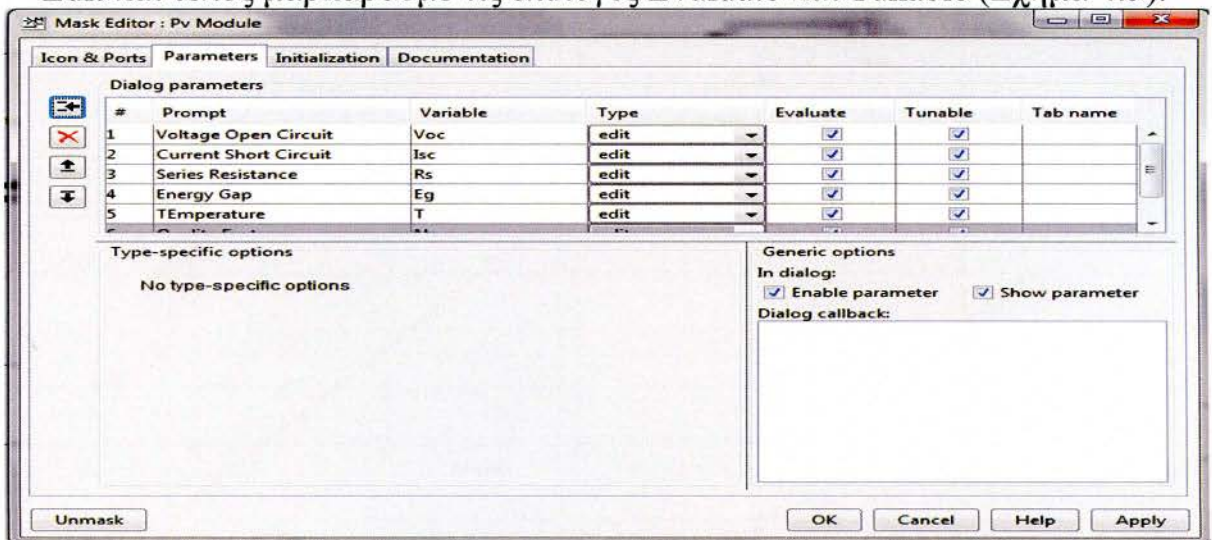 Mask Editor : Pv Module
Icon & Ports Parameters Initialization Documentation
Dialog parameters
# Prompt Variable Type Evaluate Tunable Tab name
1 Voltage Open Circuit Voc edit
2 Current Short Circuit Isc edit
3 Series Resistance Rs edit
4 Energy Gap Eg edit
5 TEmperature T edit
Type-specific options
No type-specific options
Generic options
In dialog:
Enable parameter Show parameter
Dialog callback:
Unmask OK Cancel Help Apply